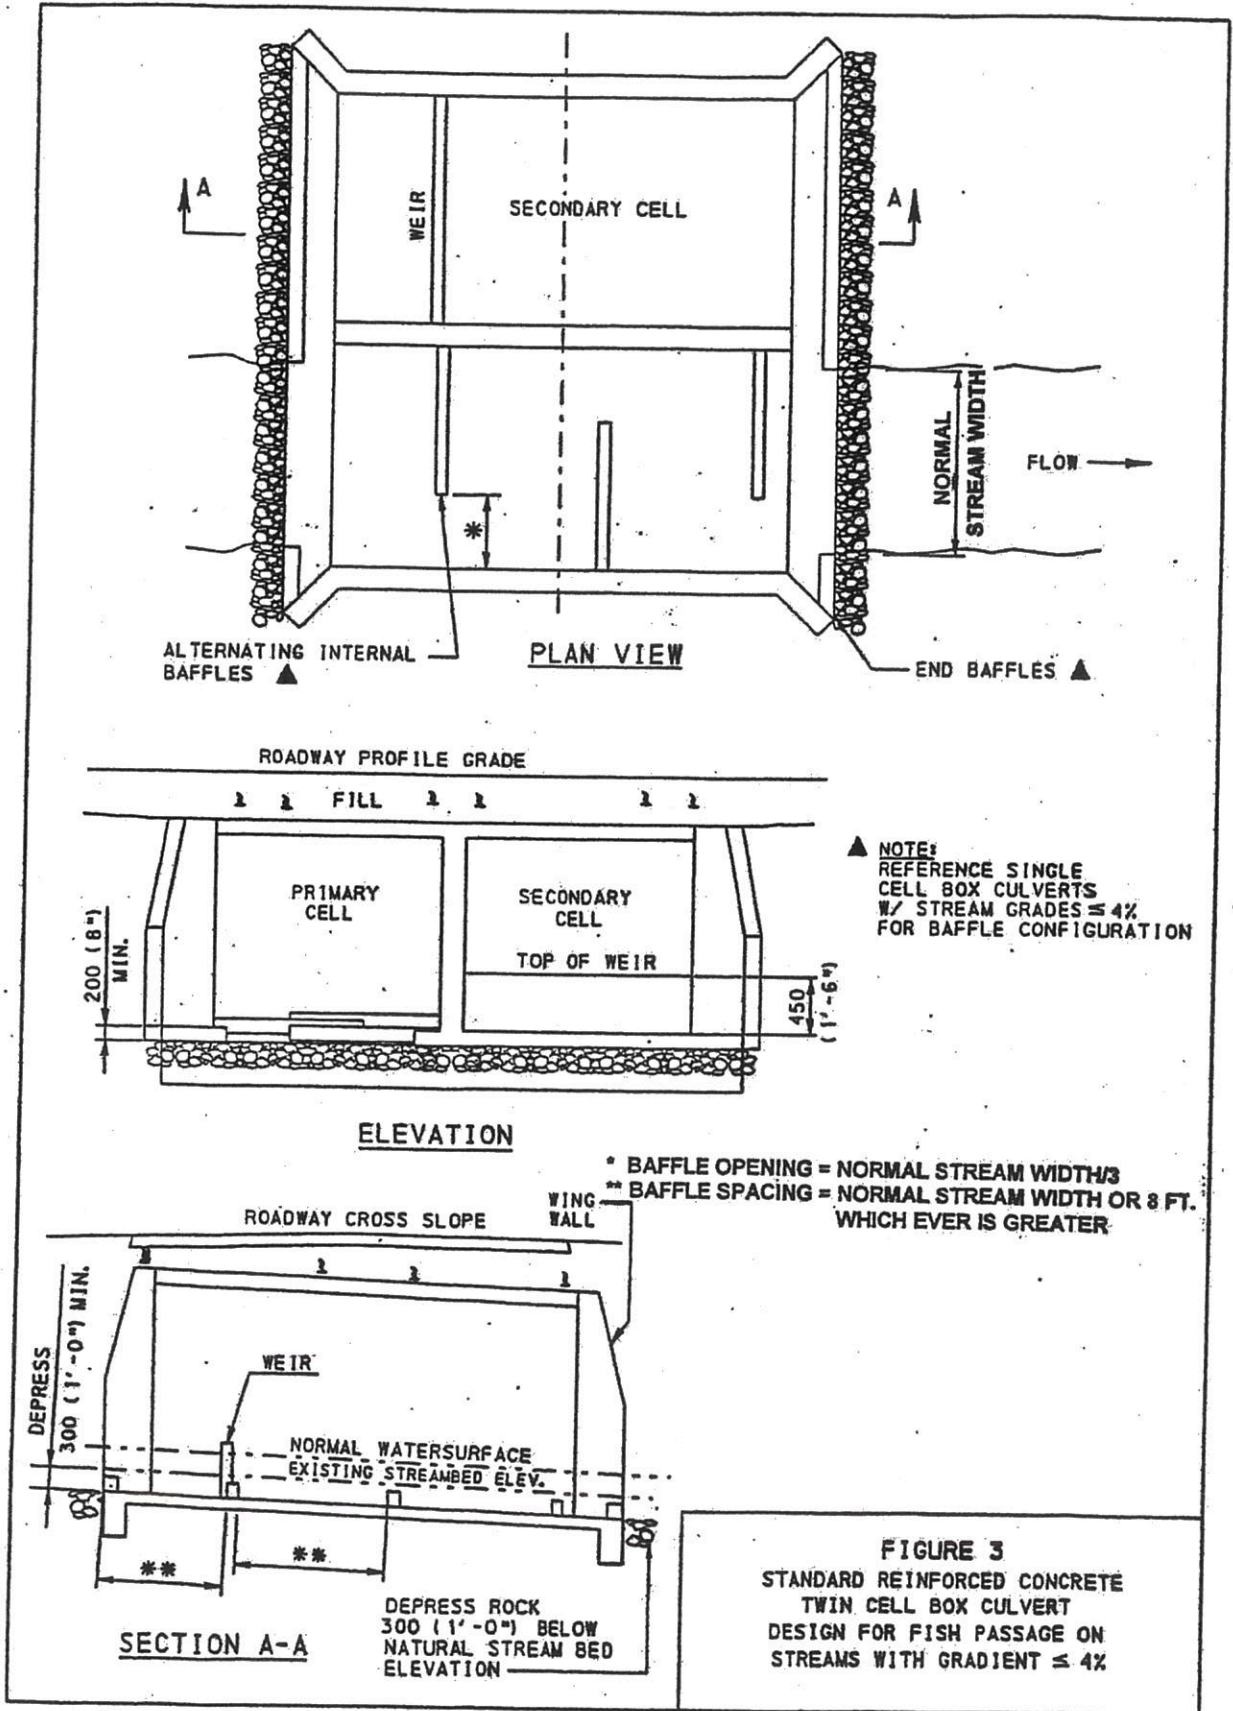 A
A
WEIR
SECONDARY CELL
NORMAL
STREAM WIDTH
FLOW
*
ALTERNATING INTERNAL
BAFFLES ▲
PLAN VIEW
END BAFFLES ▲
ROADWAY PROFILE GRADE
FILL
PRIMARY
CELL
SECONDARY
CELL
TOP OF WEIR
200 (8")
MIN.
450
(1'-6")
▲ NOTE:
REFERENCE SINGLE
CELL BOX CULVERTS
W/ STREAM GRADES ≤ 4%
FOR BAFFLE CONFIGURATION
ELEVATION
* BAFFLE OPENING = NORMAL STREAM WIDTH/3
** BAFFLE SPACING = NORMAL STREAM WIDTH OR 8 FT.
WHICH EVER IS GREATER
WING
WALL
ROADWAY CROSS SLOPE
DEPRESS
300 (1'-0") MIN.
WEIR
NORMAL WATERSURFACE
EXISTING STREAMBED ELEV.
**
**
DEPRESS ROCK
300 (1'-0") BELOW
NATURAL STREAM BED
ELEVATION
SECTION A-A
FIGURE 3
STANDARD REINFORCED CONCRETE
TWIN CELL BOX CULVERT
DESIGN FOR FISH PASSAGE ON
STREAMS WITH GRADIENT ≤ 4%